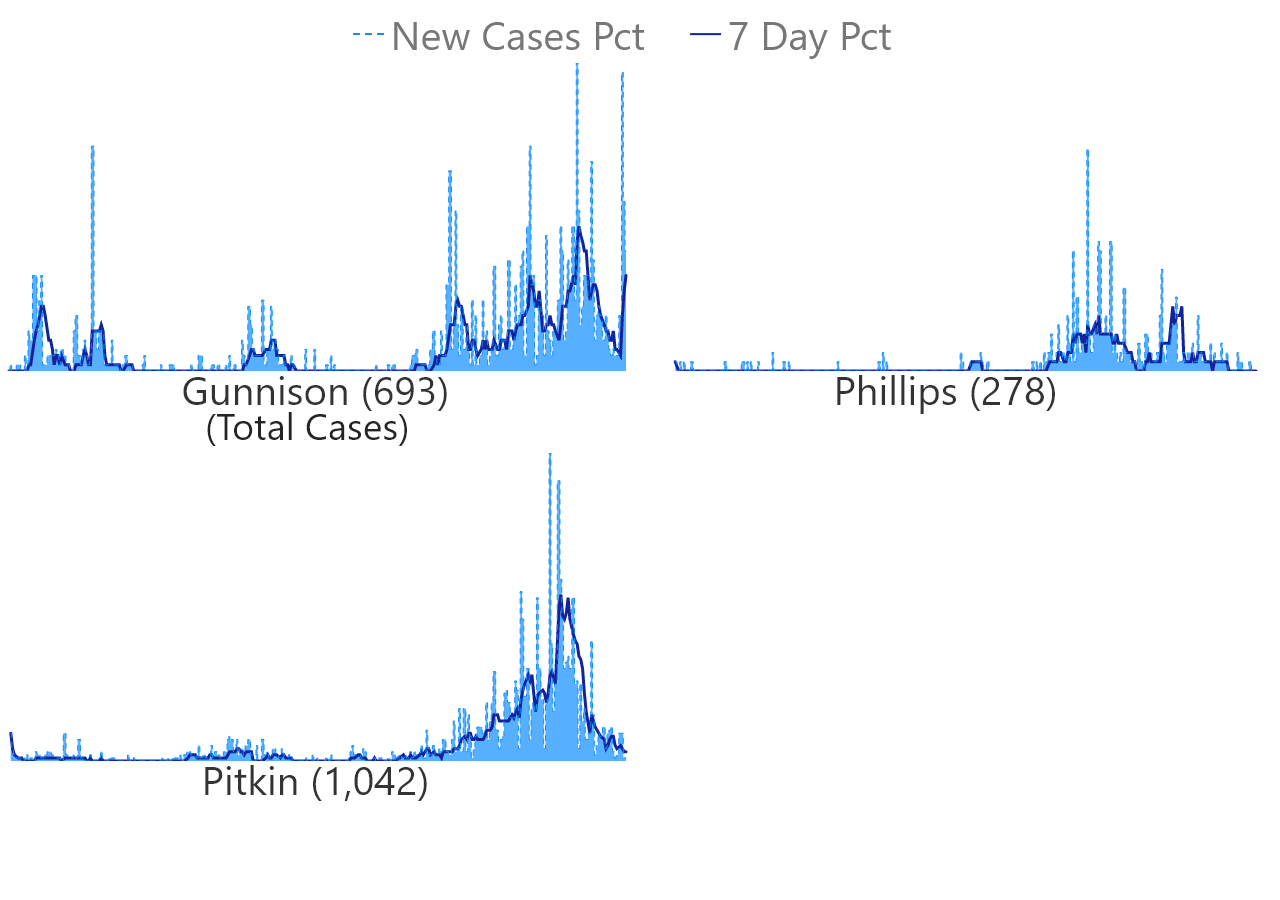 New Cases Pct 7 Day Pct
Gunnison (693)
(Total Cases)
Phillips (278)
Pitkin (1,042)